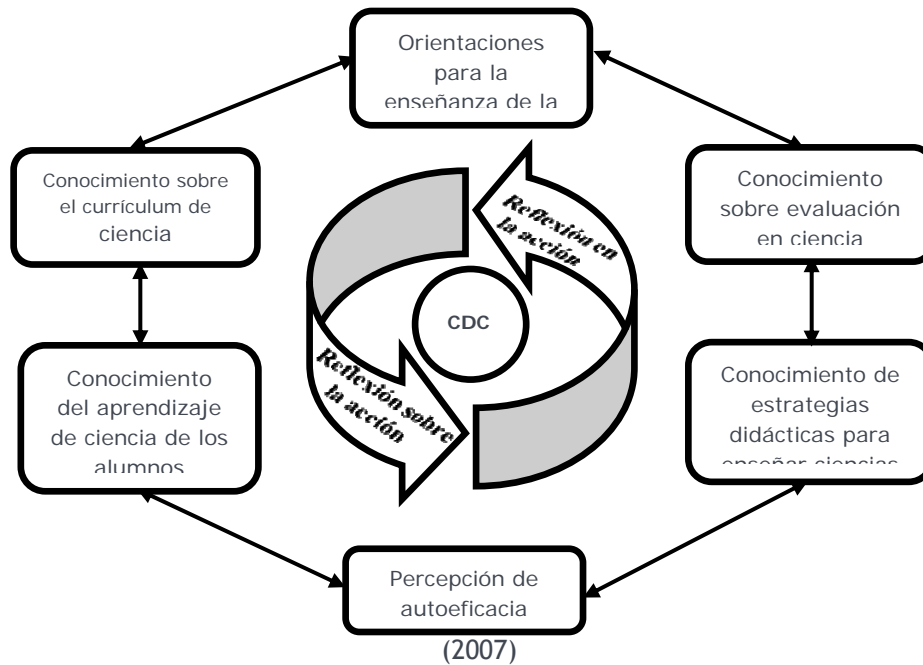 Orientaciones
para la
enseñanza de la
Conocimiento sobre
el currículum de
ciencia
Conocimiento
sobre evaluación
en ciencia
Reflexión en
la acción
CDC
Reflexión sobre
la acción
Conocimiento
del aprendizaje
de ciencia de los
alumnos
Conocimiento de
estrategias
didácticas para
enseñar ciencias
Percepción de
autoeficacia
(2007)